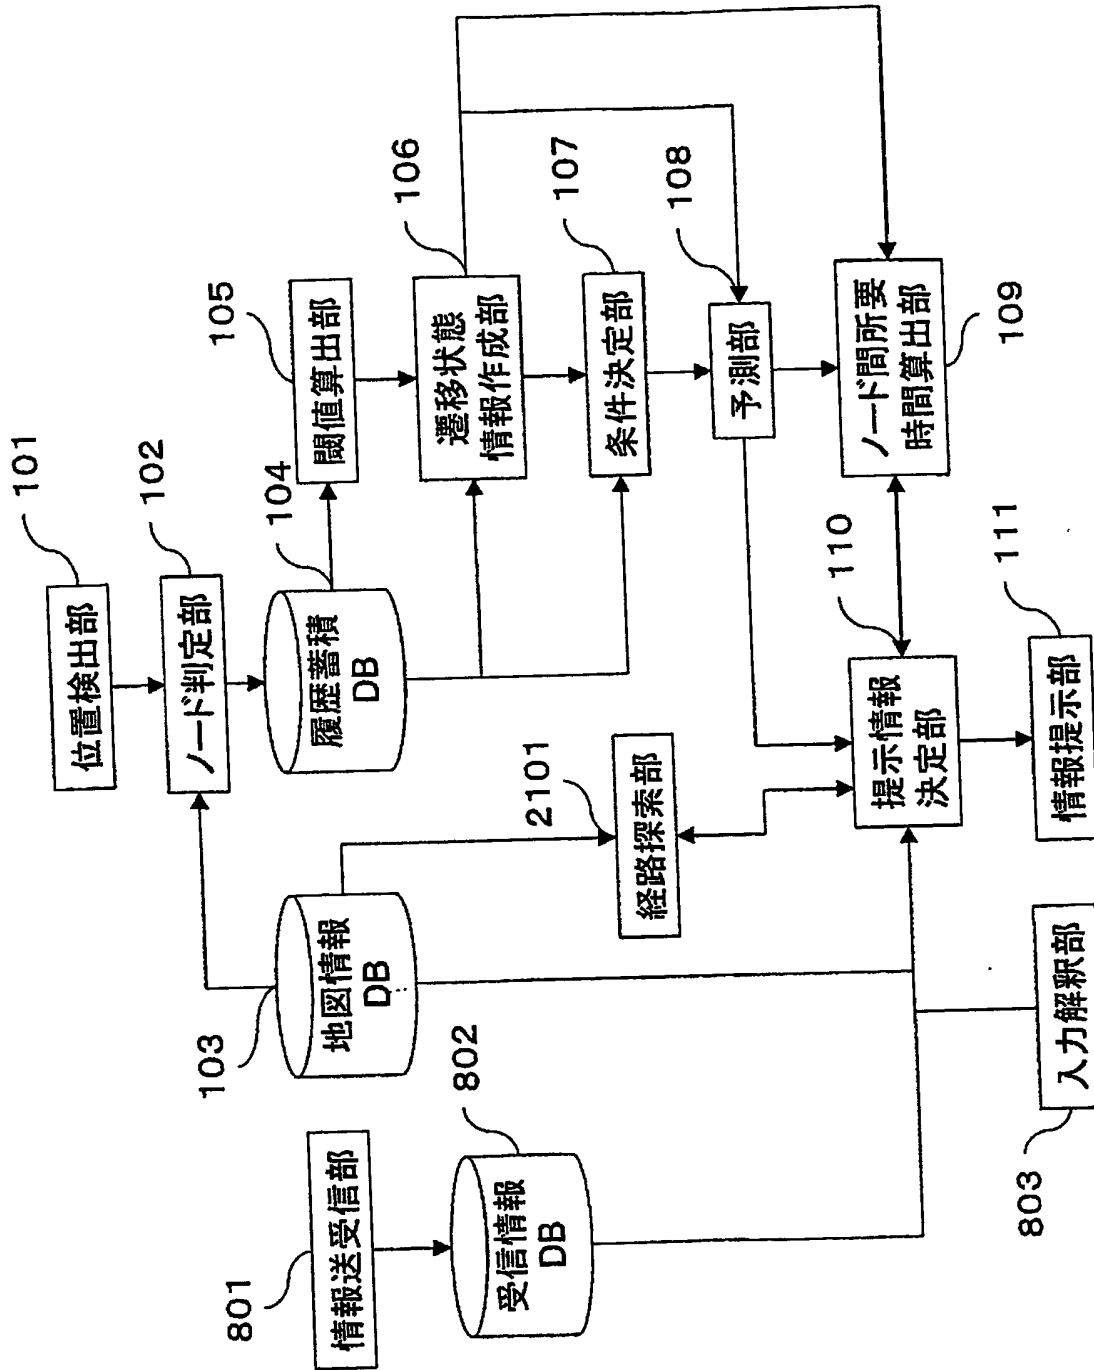 101
位置検出部
102
ノード判定部
103
地図情報
DB
104
履歴蓄積
DB
105
閾値算出部
106
遷移状態
情報作成部
107
条件決定部
108
予測部
109
ノード間所要
時間算出部
110
提示情報
決定部
111
情報提示部
2101
経路探索部
801
情報送受信部
802
受信情報
DB
803
入力解釈部